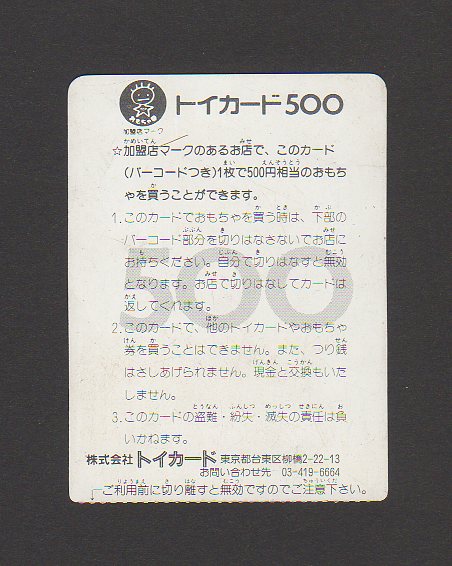 トイカード500
加盟店マーク
☆加盟店マークのあるお店で、このカード
(バーコードつき)1枚で500円相当のおもち
ゃを買うことができます。
1.このカードでおもちゃを買う時は、下部の
バーコード部分を切りはなさないでお店に
お持ちください。自分で切りはなすと無効
となります。お店で切りはなしてカードは
返してくれます。
2.このカードで、他のトイカードやおもちゃ
券を買うことはできません。また、つり銭
はさしあげられません。現金と交換もいた
しません。
3.このカードの盗難・紛失・滅失の責任は負
いかねます。
500
株式会社トイカード 東京都台東区柳橋2-22-13
お問い合わせ先 03-419-6664
ご利用前に切り離すと無効ですのでご注意下さい。